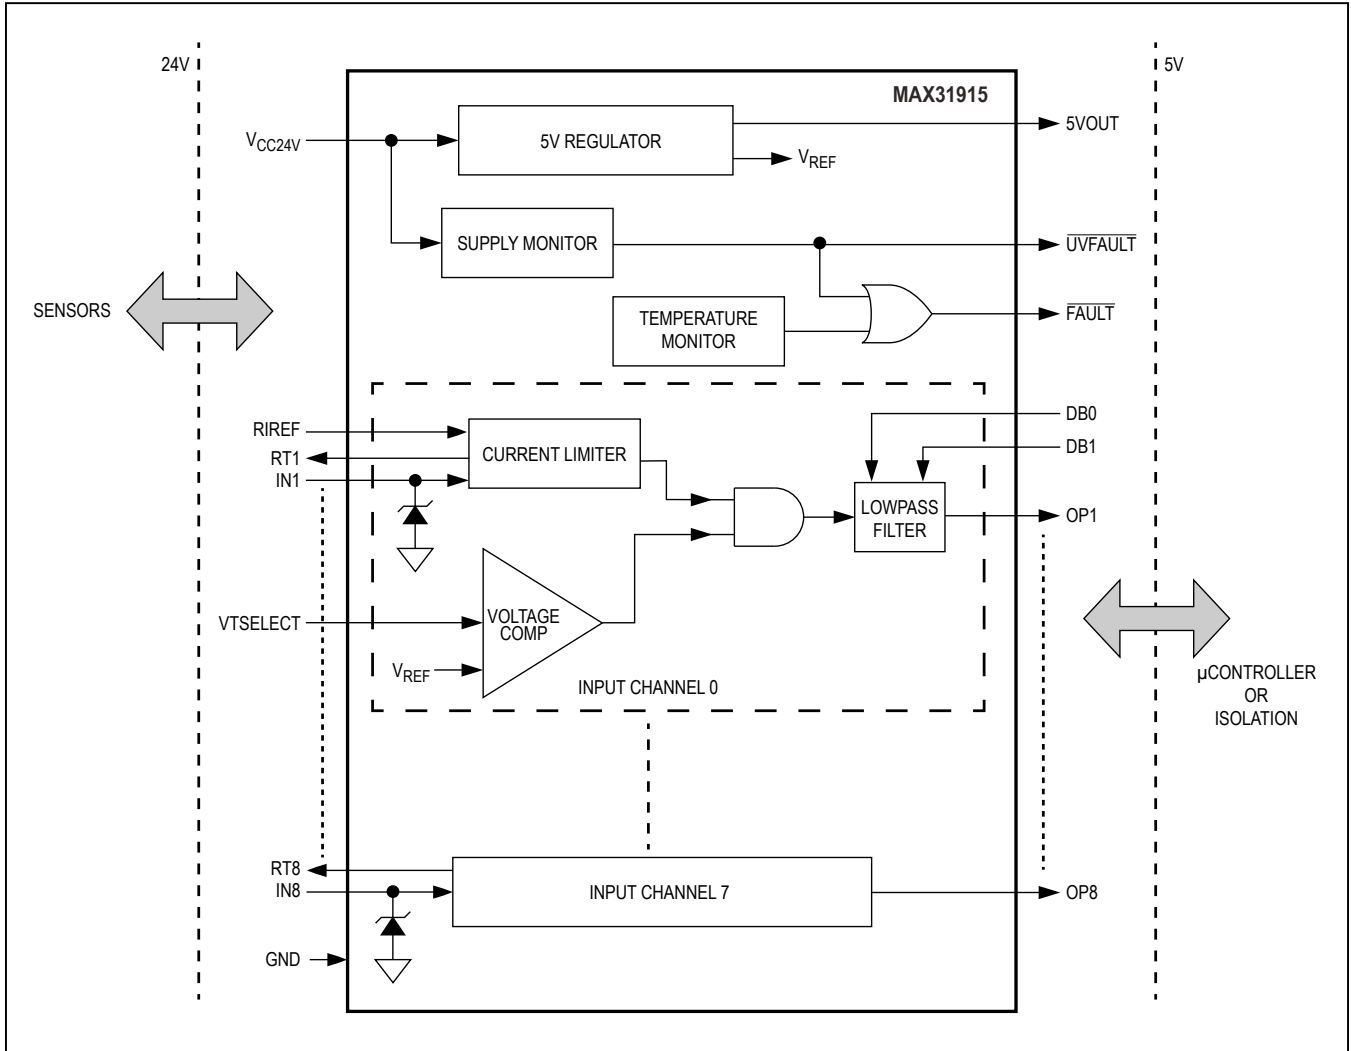 24V
5V
MAX31915
VCC24V
5V REGULATOR
5VOUT
VREF
SUPPLY MONITOR
UVFAULT
SENSORS
TEMPERATURE
MONITOR
FAULT
RIREF
RT1
IN1
CURRENT LIMITER
DB0
DB1
LOWPASS
FILTER
OP1
VTSELECT
VOLTAGE
COMP
VREF
INPUT CHANNEL 0
µCONTROLLER
OR
ISOLATION
RT8
IN8
INPUT CHANNEL 7
OP8
GND